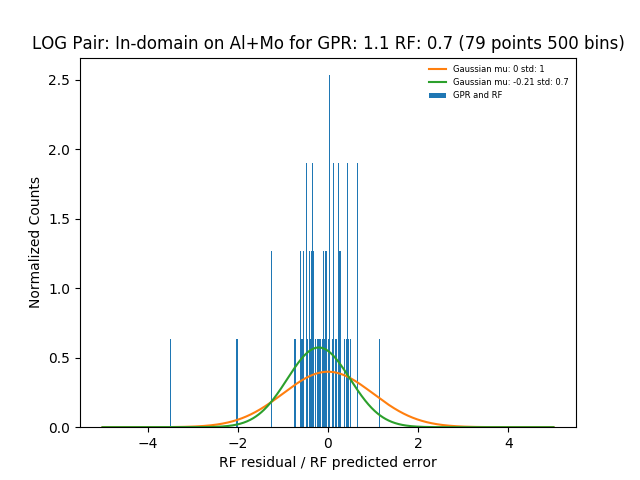 LOG Pair: In-domain on Al+Mo for GPR: 1.1 RF: 0.7 (79 points 500 bins)
Gaussian mu: 0 std: 1
Gaussian mu: -0.21 std: 0.7
GPR and RF
Normalized Counts
2.5
2.0
1.5
1.0
0.5
0.0
−4
−2
0
2
4
RF residual / RF predicted error